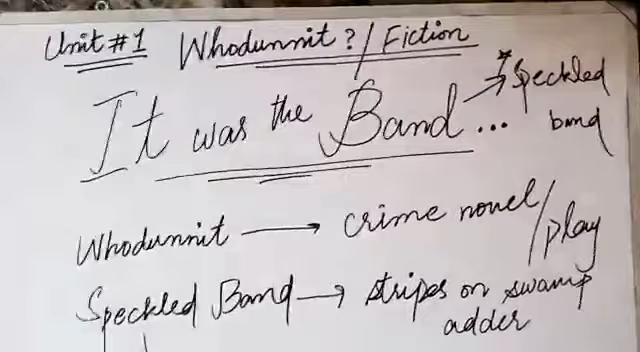 Unit #1 Whodunnit? / Fiction
It was the Band... → *Speckled
band
Whodunnit → crime novel/
play
Speckled Band → stripes on swamp
adder